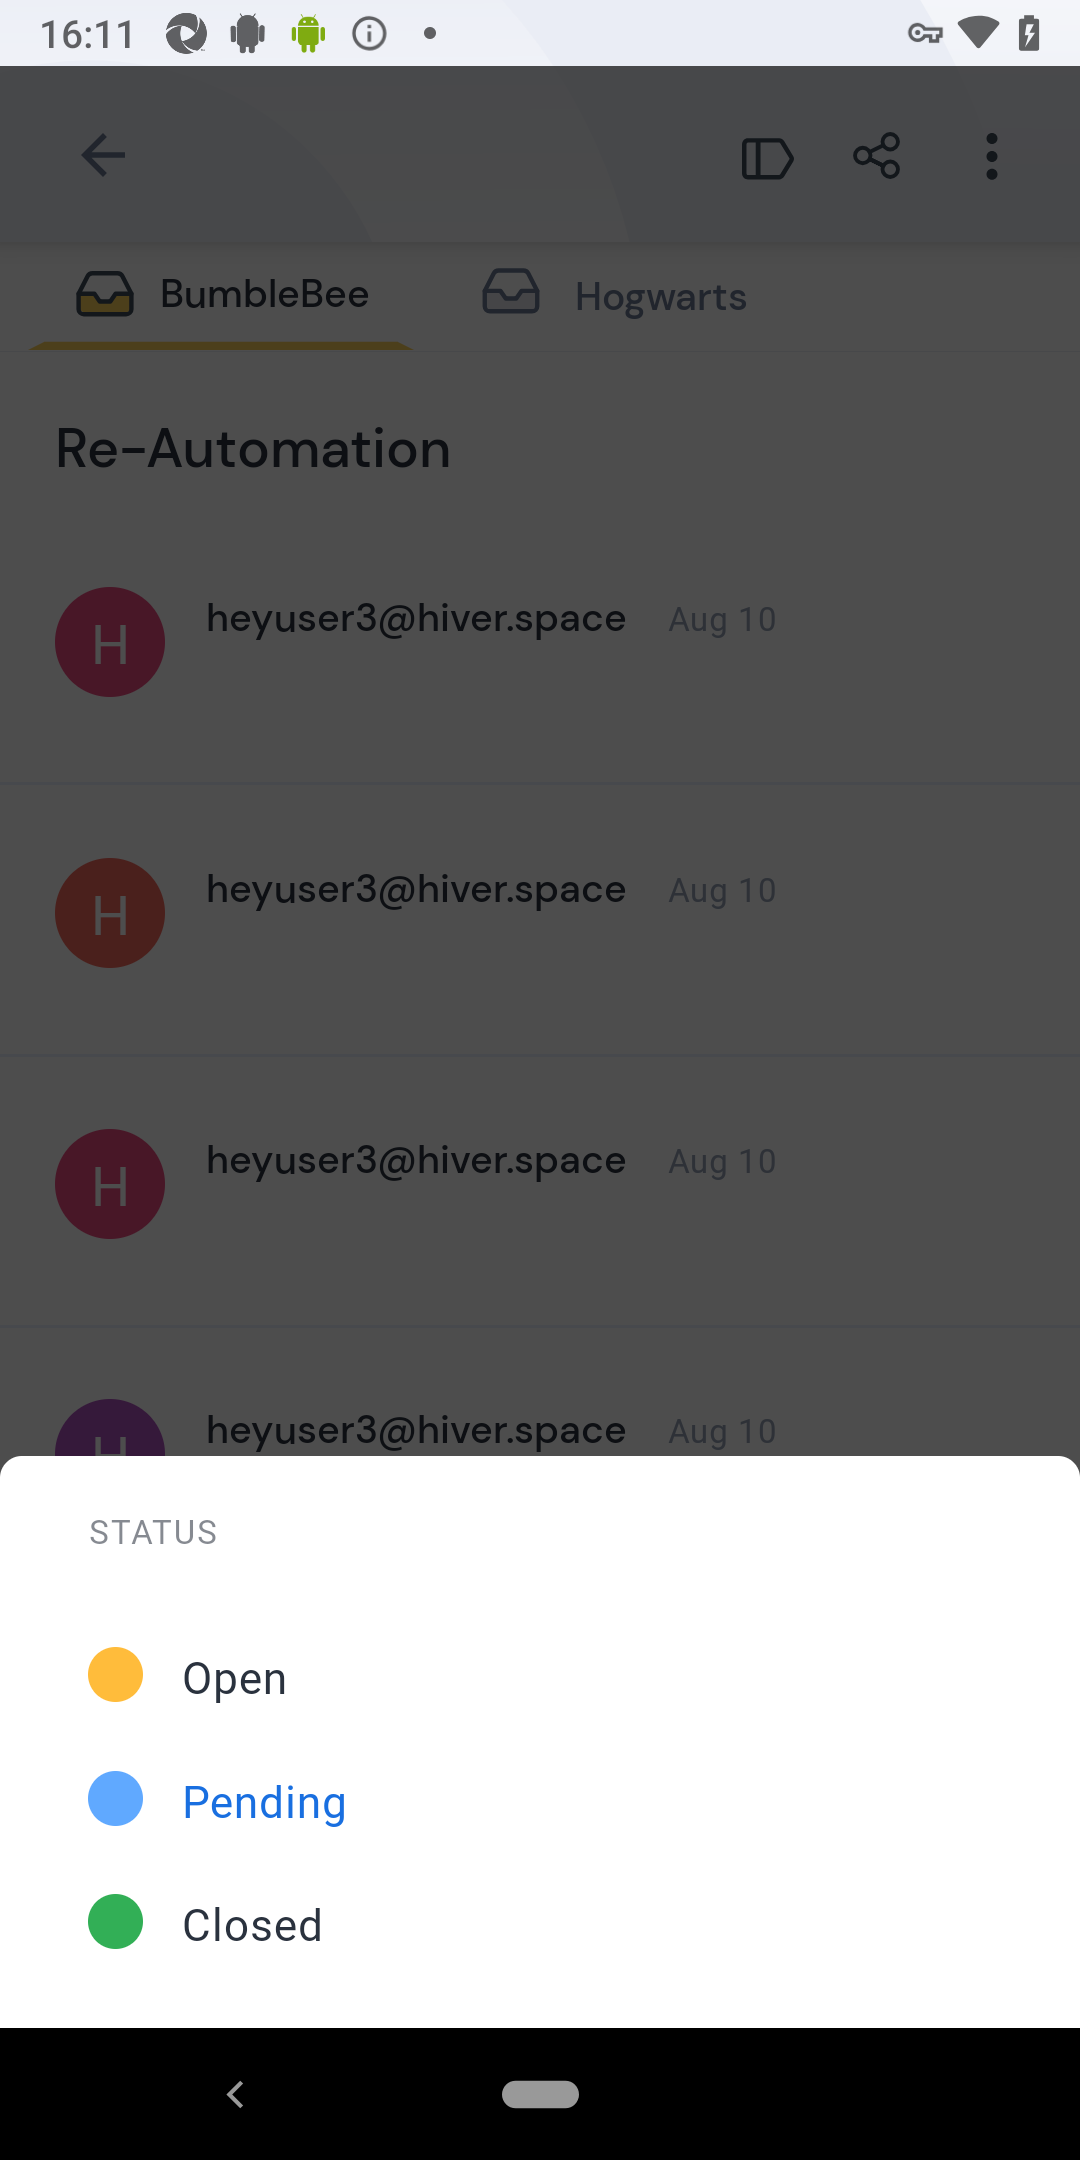 16:11
BumbleBee
Hogwarts
Re-Automation
H
heyuser3@hiver.space Aug 10
H
heyuser3@hiver.space Aug 10
H
heyuser3@hiver.space Aug 10
H
heyuser3@hiver.space Aug 10
STATUS
Open
Pending
Closed